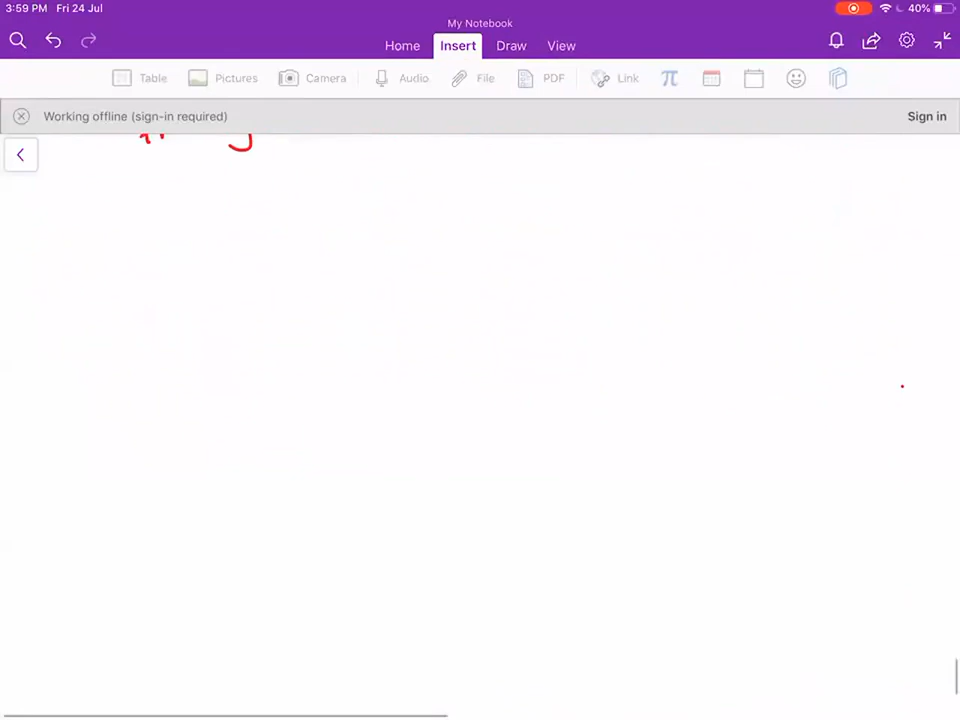 3:59 PM Fri 24 Jul 40%
My Notebook
Home Insert Draw View
Table Pictures Camera Audio File PDF Link π
Working offline (sign-in required) Sign in